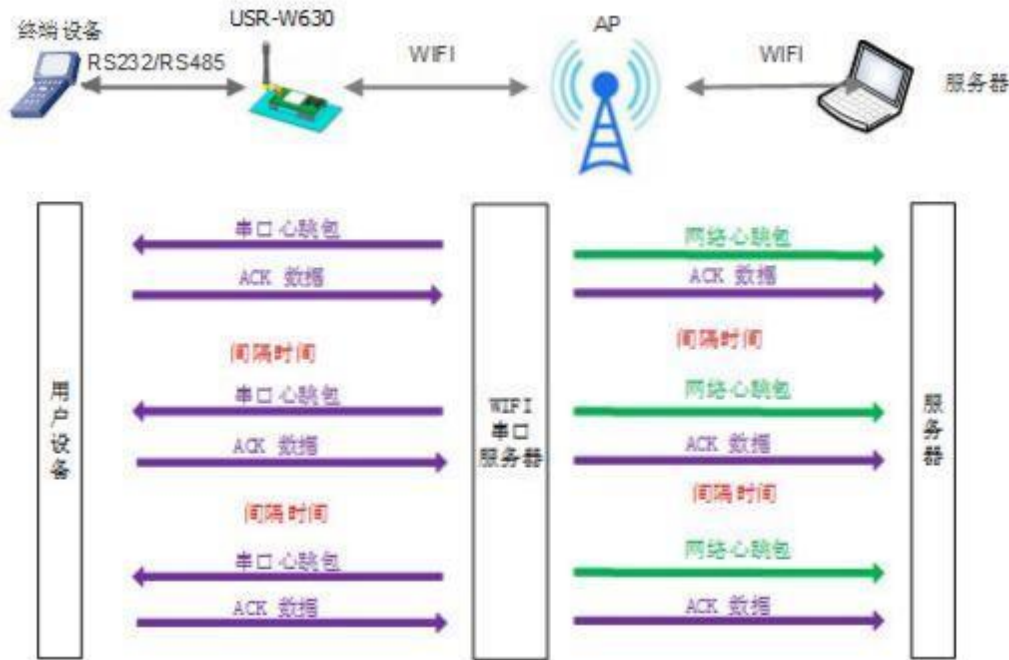 终端设备
USR-W630
AP
RS232/RS485
WIFI
WIFI
服务器
串口心跳包
网络心跳包
ACK 数据
ACK 数据
间隔时间
间隔时间
用户设备
串口心跳包
WIFI
串口
服务器
网络心跳包
服务器
ACK 数据
ACK 数据
间隔时间
间隔时间
串口心跳包
网络心跳包
ACK 数据
ACK 数据